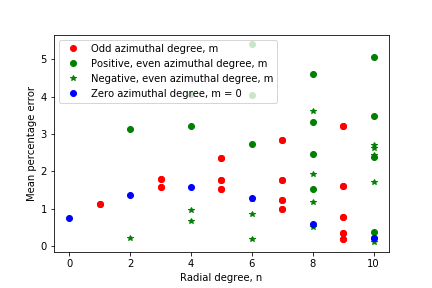 Odd azimuthal degree, m
Positive, even azimuthal degree, m
Negative, even azimuthal degree, m
Zero azimuthal degree, m = 0
Mean percentage error
5
4
3
2
1
0
0 2 4 6 8 10
Radial degree, n